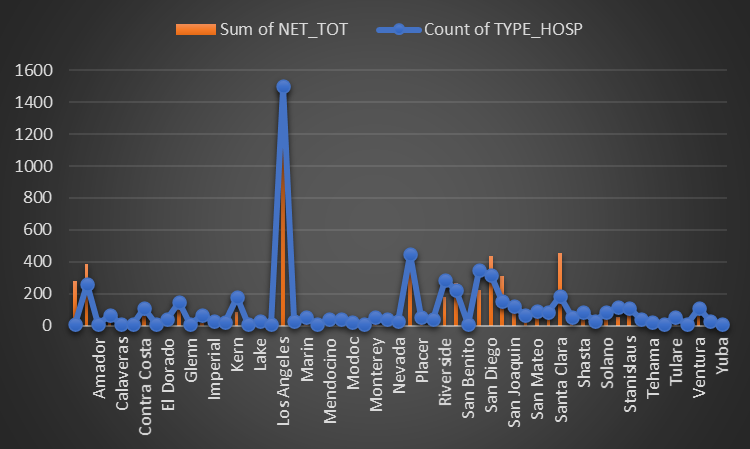 Sum of NET_TOT
Count of TYPE_HOSP
1600
1400
1200
1000
800
600
400
200
0
Amador
Calaveras
Contra Costa
El Dorado
Glenn
Imperial
Kern
Lake
Los Angeles
Marin
Mendocino
Modoc
Monterey
Nevada
Placer
Riverside
San Benito
San Diego
San Joaquin
San Mateo
Santa Clara
Shasta
Solano
Stanislaus
Tehama
Tulare
Ventura
Yuba